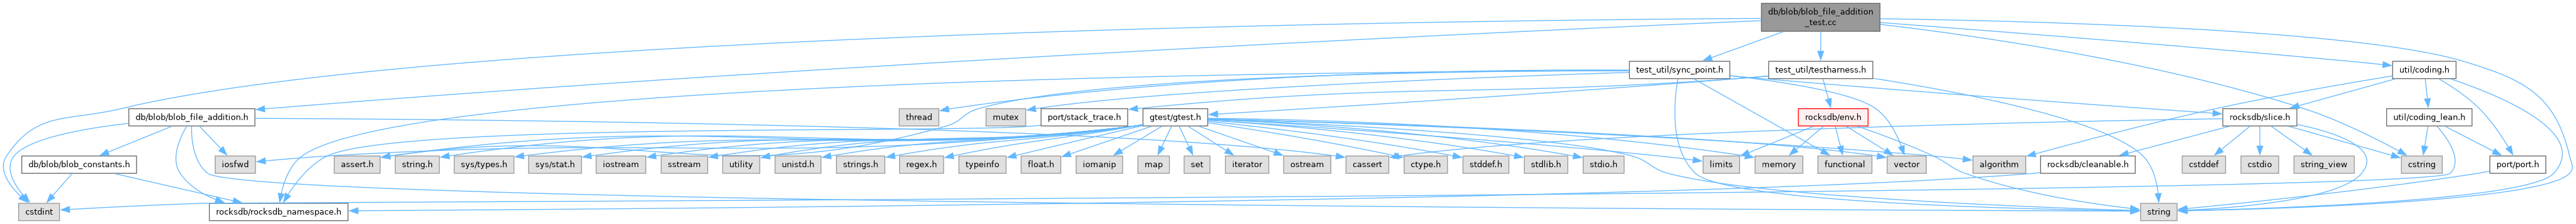 db/blob/blob_file_addition
_test.cc
test_util/sync_point.h
test_util/testharness.h
util/coding.h
db/blob/blob_file_addition.h
thread
mutex
port/stack_trace.h
gtest/gtest.h
rocksdb/env.h
rocksdb/slice.h
util/coding_lean.h
db/blob/blob_constants.h
iosfwd
assert.h
string.h
sys/types.h
sys/stat.h
iostream
sstream
utility
unistd.h
strings.h
regex.h
typeinfo
float.h
iomanip
map
set
iterator
ostream
cassert
ctype.h
stddef.h
stdlib.h
stdio.h
limits
memory
functional
vector
algorithm
rocksdb/cleanable.h
cstddef
cstdio
string_view
cstring
port/port.h
cstdint
rocksdb/rocksdb_namespace.h
string